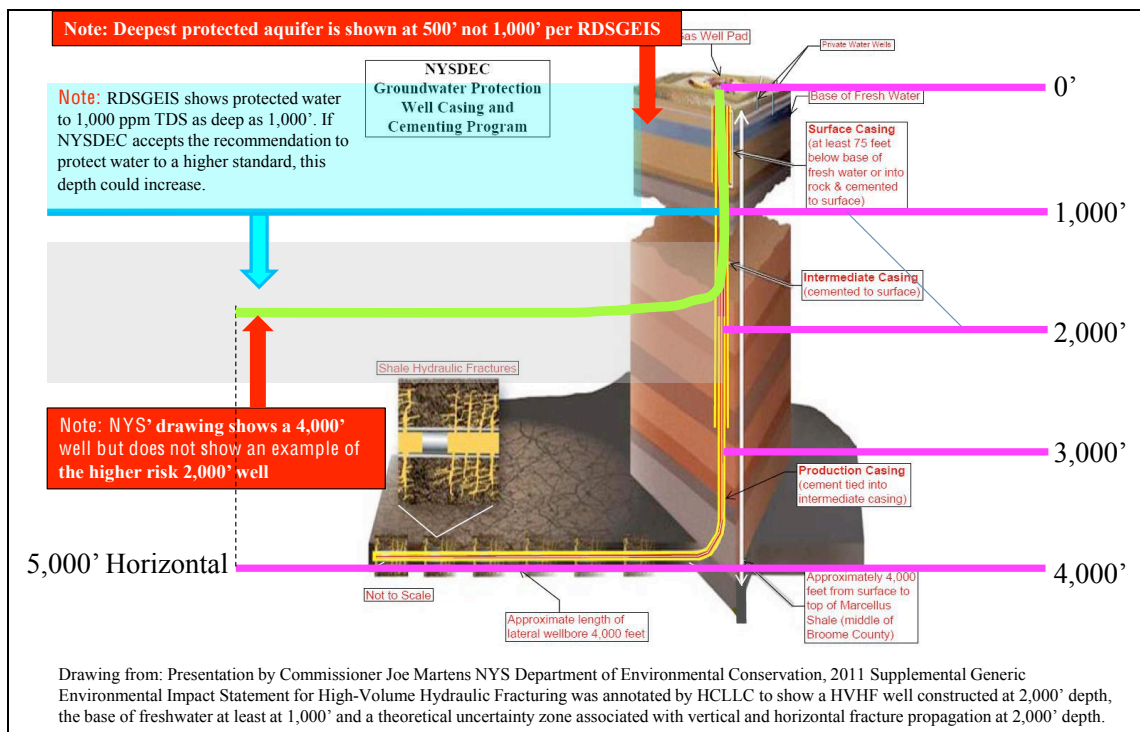 Note: Deepest protected aquifer is shown at 500’ not 1,000’ per RDSGEIS
Gas Well Pad
Private Water Wells
NYSDEC
Groundwater Protection
Well Casing and
Cementing Program
0’
Note: RDSGEIS shows protected water
to 1,000 ppm TDS as deep as 1,000’. If
NYSDEC accepts the recommendation to
protect water to a higher standard, this
depth could increase.
Base of Fresh Water
Surface Casing
(at least 75 feet
below base of
fresh water or into
rock & cemented
to surface)
1,000’
Intermediate Casing
(cemented to surface)
2,000’
Shale Hydraulic Fractures
Note: NYS’ drawing shows a 4,000’
well but does not show an example of
the higher risk 2,000’ well
3,000’
Production Casing
(cement tied into
intermediate casing)
5,000’ Horizontal
4,000’
Not to Scale
Approximate length of
lateral wellbore 4,000 feet
Approximately 4,000
feet from surface to
top of Marcellus
Shale (middle of
Broome County)
Drawing from: Presentation by Commissioner Joe Martens NYS Department of Environmental Conservation, 2011 Supplemental Generic
Environmental Impact Statement for High-Volume Hydraulic Fracturing was annotated by HCLLC to show a HVHF well constructed at 2,000’ depth,
the base of freshwater at least at 1,000’ and a theoretical uncertainty zone associated with vertical and horizontal fracture propagation at 2,000’ depth.